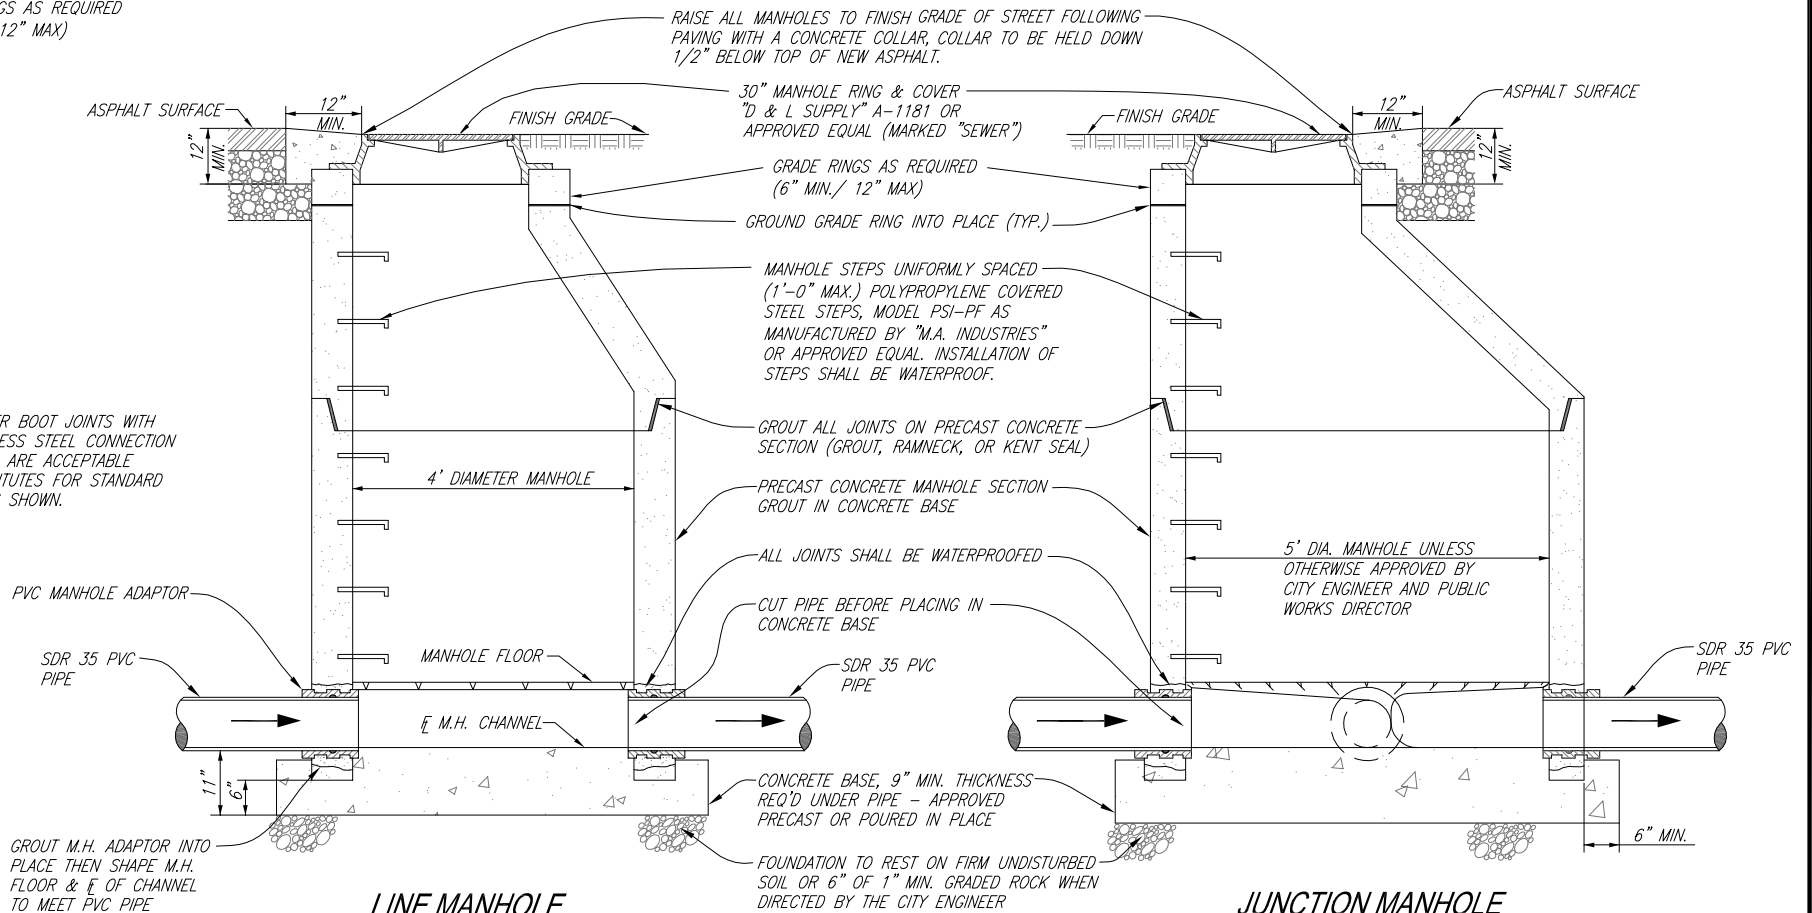 GS AS REQUIRED
12" MAX)
RAISE ALL MANHOLES TO FINISH GRADE OF STREET FOLLOWING
PAVING WITH A CONCRETE COLLAR, COLLAR TO BE HELD DOWN
1/2" BELOW TOP OF NEW ASPHALT.
ASPHALT SURFACE
12"
MIN.
12"
MIN.
FINISH GRADE
30" MANHOLE RING & COVER
"D & L SUPPLY" A-1181 OR
APPROVED EQUAL (MARKED "SEWER")
FINISH GRADE
12"
MIN.
12"
MIN.
ASPHALT SURFACE
GRADE RINGS AS REQUIRED
(6" MIN./ 12" MAX)
GROUND GRADE RING INTO PLACE (TYP.)
MANHOLE STEPS UNIFORMLY SPACED
(1'-0" MAX.) POLYPROPYLENE COVERED
STEEL STEPS, MODEL PSI-PF AS
MANUFACTURED BY "M.A. INDUSTRIES"
OR APPROVED EQUAL. INSTALLATION OF
STEPS SHALL BE WATERPROOF.
ER BOOT JOINTS WITH
ESS STEEL CONNECTION
ARE ACCEPTABLE
TUTES FOR STANDARD
SHOWN.
GROUT ALL JOINTS ON PRECAST CONCRETE
SECTION (GROUT, RAMNECK, OR KENT SEAL)
4' DIAMETER MANHOLE
PRECAST CONCRETE MANHOLE SECTION
GROUT IN CONCRETE BASE
ALL JOINTS SHALL BE WATERPROOFED
5' DIA. MANHOLE UNLESS
OTHERWISE APPROVED BY
CITY ENGINEER AND PUBLIC
WORKS DIRECTOR
PVC MANHOLE ADAPTOR
CUT PIPE BEFORE PLACING IN
CONCRETE BASE
SDR 35 PVC
PIPE
MANHOLE FLOOR
SDR 35 PVC
PIPE
SDR 35 PVC
PIPE
℄ M.H. CHANNEL
11"
6"
CONCRETE BASE, 9" MIN. THICKNESS
REQ'D UNDER PIPE - APPROVED
PRECAST OR POURED IN PLACE
6" MIN.
GROUT M.H. ADAPTOR INTO
PLACE THEN SHAPE M.H.
FLOOR & ℄ OF CHANNEL
TO MEET PVC PIPE
FOUNDATION TO REST ON FIRM UNDISTURBED
SOIL OR 6" OF 1" MIN. GRADED ROCK WHEN
DIRECTED BY THE CITY ENGINEER
LINE MANHOLE
JUNCTION MANHOLE